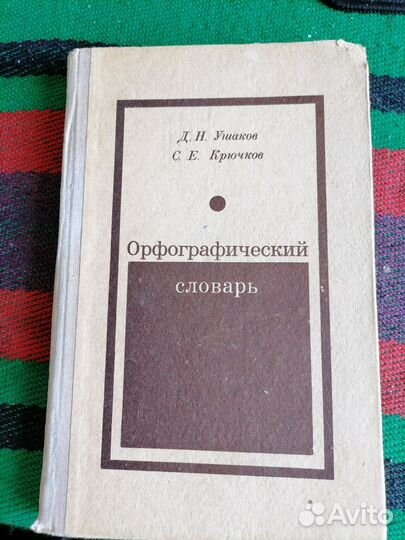 Д. Н. Ушаков
С. Е. Крючков
Орфографический
словарь
Avito